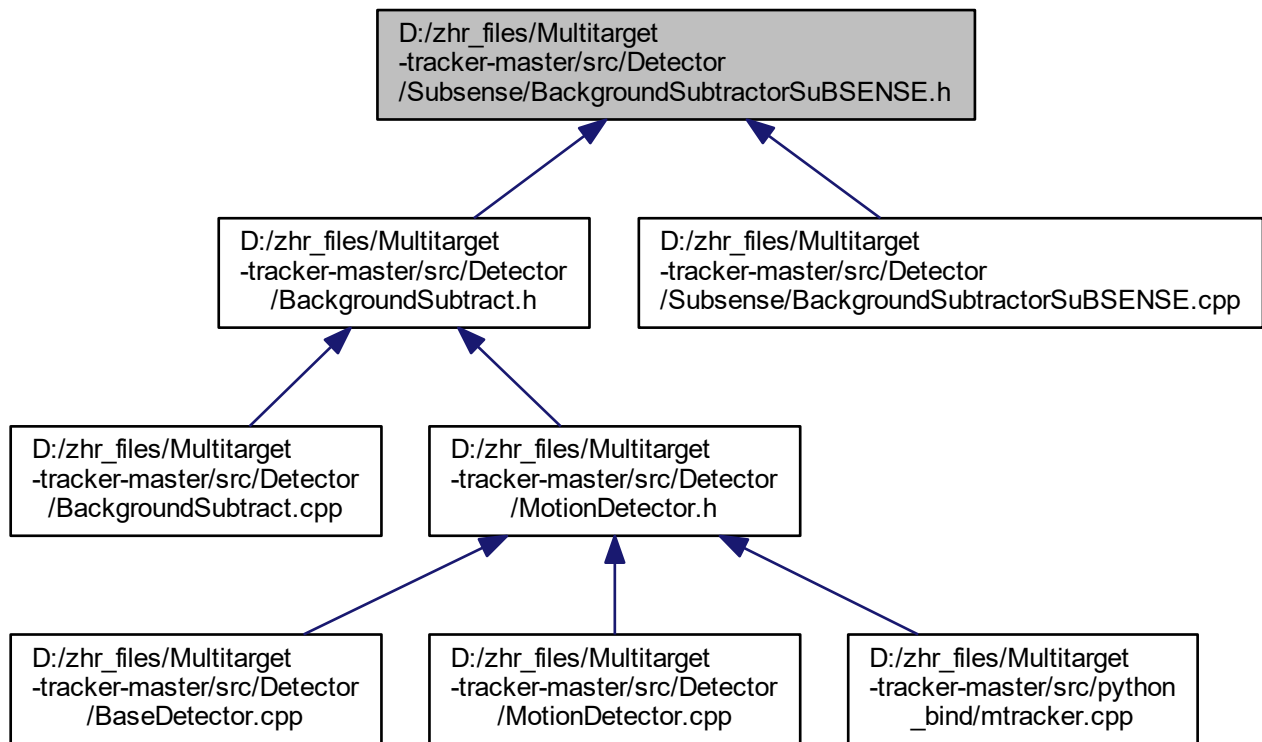 D:/zhr_files/Multitarget
-tracker-master/src/Detector
/Subsense/BackgroundSubtractorSuBSENSE.h
D:/zhr_files/Multitarget
-tracker-master/src/Detector
/BackgroundSubtract.h
D:/zhr_files/Multitarget
-tracker-master/src/Detector
/Subsense/BackgroundSubtractorSuBSENSE.cpp
D:/zhr_files/Multitarget
-tracker-master/src/Detector
/BackgroundSubtract.cpp
D:/zhr_files/Multitarget
-tracker-master/src/Detector
/MotionDetector.h
D:/zhr_files/Multitarget
-tracker-master/src/Detector
/BaseDetector.cpp
D:/zhr_files/Multitarget
-tracker-master/src/Detector
/MotionDetector.cpp
D:/zhr_files/Multitarget
-tracker-master/src/python
_bind/mtracker.cpp